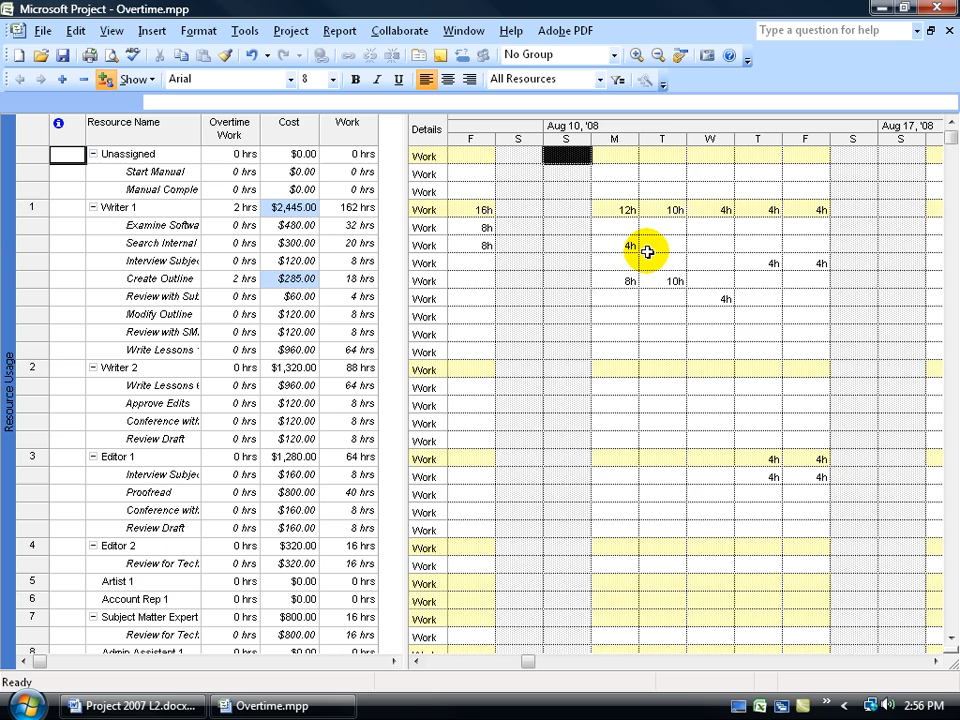 Microsoft Project - Overtime.mpp
File Edit View Insert Format Tools Project Report Collaborate Window Help Adobe PDF Type a question for help
No Group
Show Arial 8 B I U All Resources
Resource Name Overtime Work Cost Work Details Aug 10, '08 Aug 17, '08
F S S M T W T F S S
Unassigned 0 hrs $0.00 0 hrs Work
Start Manual 0 hrs $0.00 0 hrs Work
Manual Comple 0 hrs $0.00 0 hrs Work
1 Writer 1 2 hrs $2,445.00 162 hrs Work 16h 12h 10h 4h 4h 4h
Examine Softwa 0 hrs $480.00 32 hrs Work 8h
Search Internal 0 hrs $300.00 20 hrs Work 8h 4h
Interview Subjec 0 hrs $120.00 8 hrs Work 4h 4h
Create Outline 2 hrs $285.00 18 hrs Work 8h 10h
Review with Sub 0 hrs $60.00 4 hrs Work 4h
Modify Outline 0 hrs $120.00 8 hrs Work
Review with SM. 0 hrs $120.00 8 hrs Work
Write Lessons 0 hrs $960.00 64 hrs Work
2 Writer 2 0 hrs $1,320.00 88 hrs Work
Write Lessons 6 0 hrs $960.00 64 hrs Work
Approve Edits 0 hrs $120.00 8 hrs Work
Conference with 0 hrs $120.00 8 hrs Work
Review Draft 0 hrs $120.00 8 hrs Work
3 Editor 1 0 hrs $1,280.00 64 hrs Work 4h 4h
Interview Subjec 0 hrs $160.00 8 hrs Work 4h 4h
Proofread 0 hrs $800.00 40 hrs Work
Conference with 0 hrs $160.00 8 hrs Work
Review Draft 0 hrs $160.00 8 hrs Work
4 Editor 2 0 hrs $320.00 16 hrs Work
Review for Tech 0 hrs $320.00 16 hrs Work
5 Artist 1 0 hrs $0.00 0 hrs Work
6 Account Rep 1 0 hrs $0.00 0 hrs Work
7 Subject Matter Expert 0 hrs $800.00 16 hrs Work
Review for Tech 0 hrs $800.00 16 hrs Work
8 Admin Assistant 1 0 hrs $0.00 0 hrs Work
Resource Usage
Ready
Project 2007 L2.docx... Overtime.mpp 2:56 PM